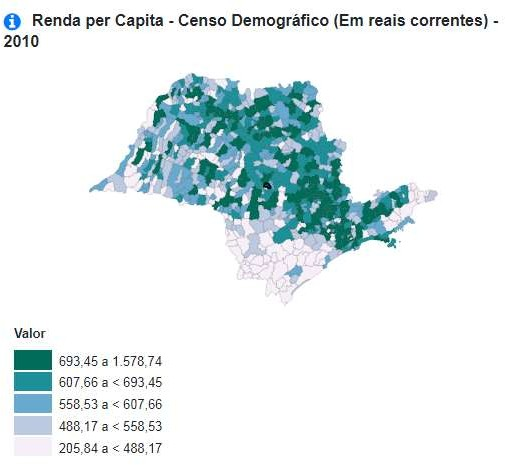 Renda per Capita - Censo Demográfico (Em reais correntes) -
2010
Valor
693,45 a 1.578,74
607,66 a < 693,45
558,53 a < 607,66
488,17 a < 558,53
205,84 a < 488,17